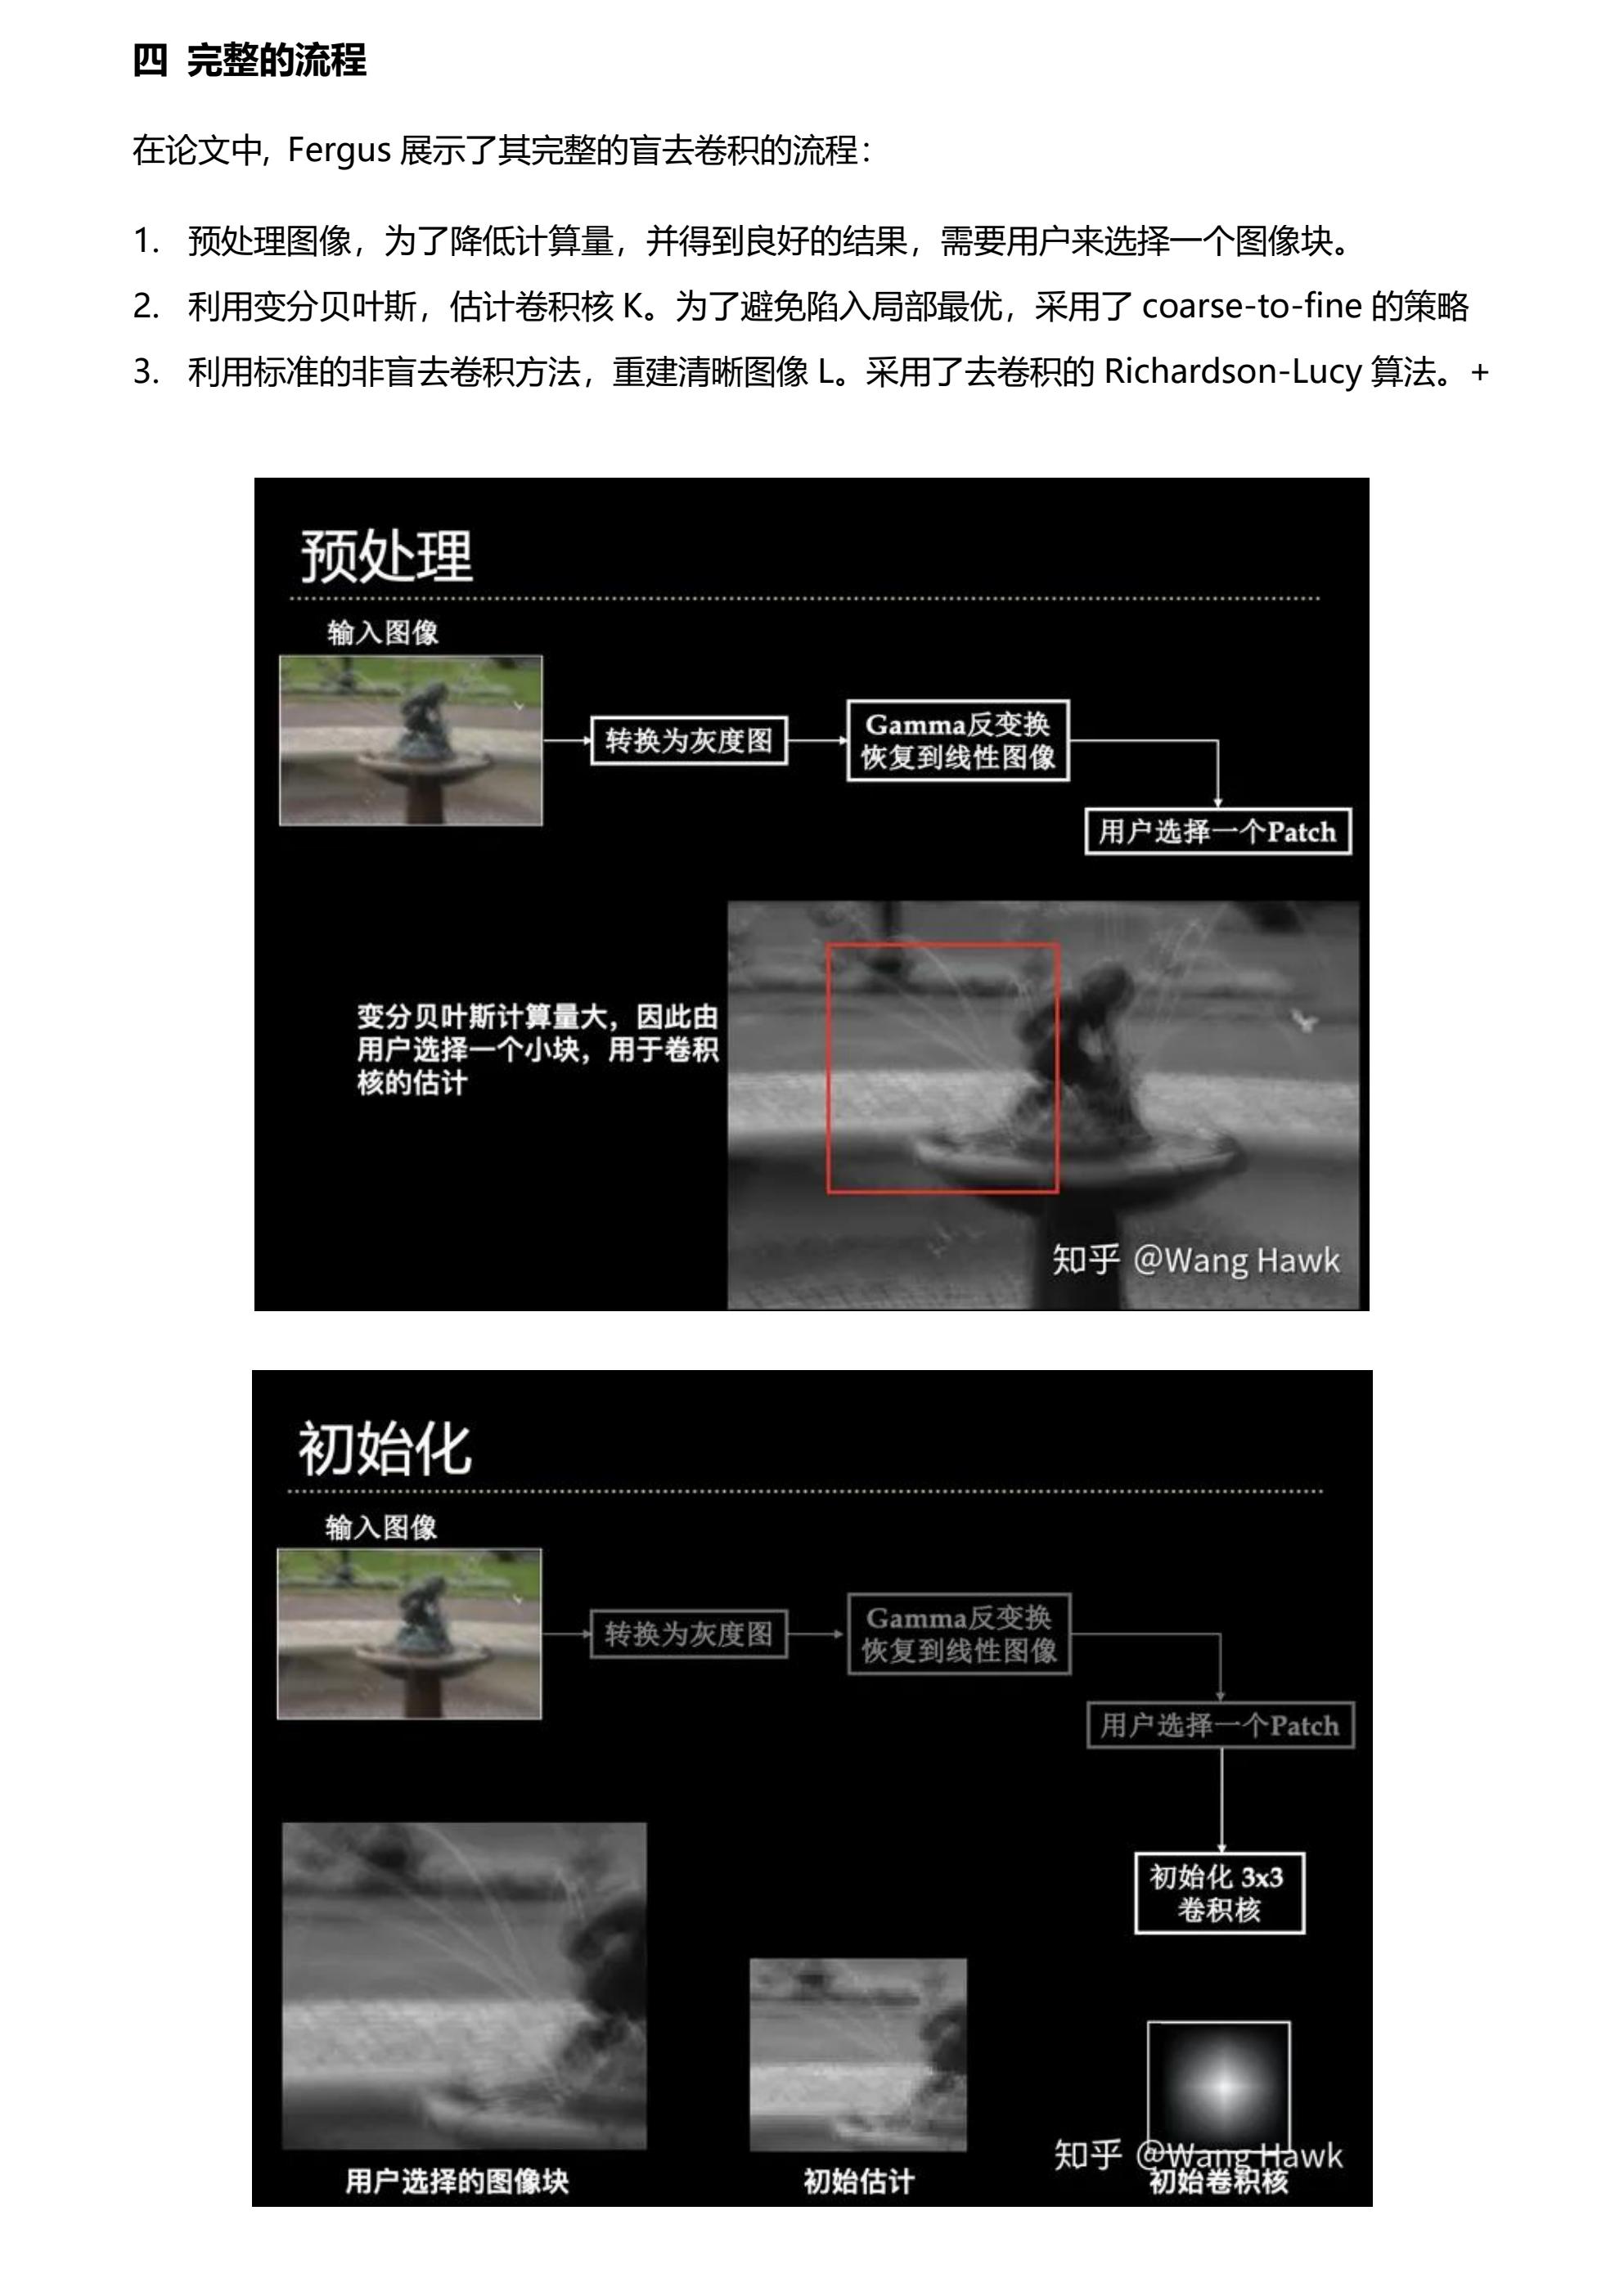 四 完整的流程
在论文中, Fergus 展示了其完整的盲去卷积的流程：
1. 预处理图像，为了降低计算量，并得到良好的结果，需要用户来选择一个图像块。
2. 利用变分贝叶斯，估计卷积核 K。为了避免陷入局部最优，采用了 coarse-to-fine 的策略
3. 利用标准的非盲去卷积方法，重建清晰图像 L。采用了去卷积的 Richardson-Lucy 算法。+
预处理
输入图像
转换为灰度图
Gamma反变换
恢复到线性图像
用户选择一个Patch
变分贝叶斯计算量大，因此由
用户选择一个小块，用于卷积
核的估计
知乎 @Wang Hawk
初始化
输入图像
转换为灰度图
Gamma反变换
恢复到线性图像
用户选择一个Patch
初始化 3x3
卷积核
知乎 @Wang Hawk
用户选择的图像块
初始估计
初始卷积核